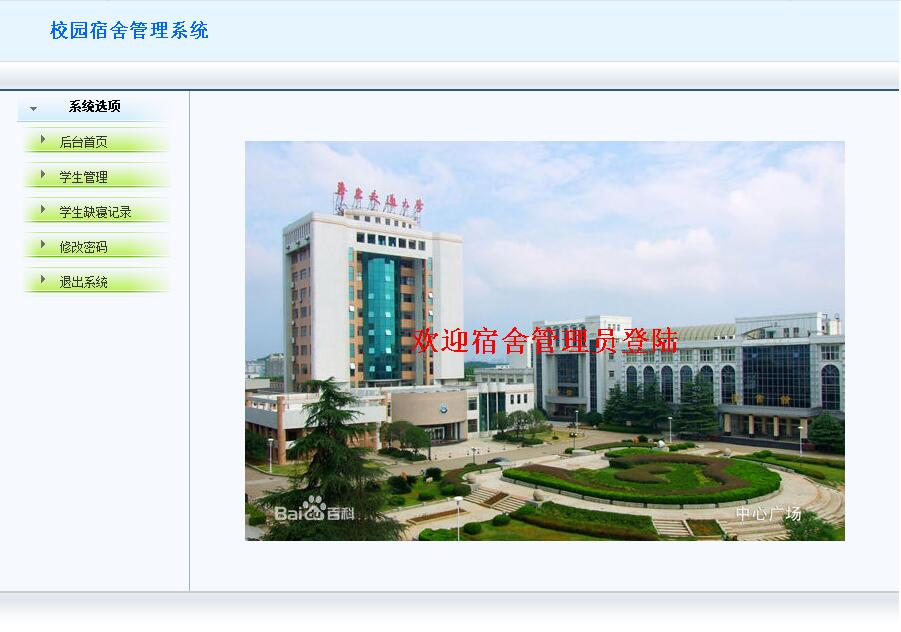 校园宿舍管理系统
系统选项
后台首页
学生管理
学生缺寝记录
修改密码
退出系统
华东交通大学
欢迎宿舍管理员登陆
Baidu百科
中心广场